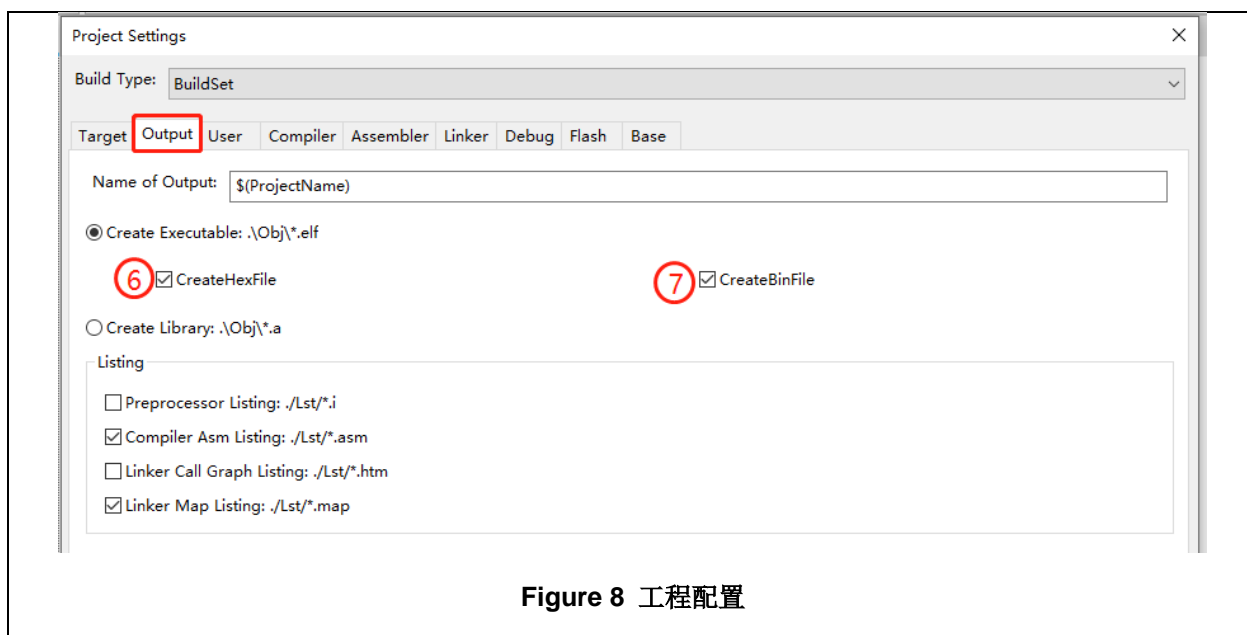 Project Settings
Build Type: BuildSet
Target Output User Compiler Assembler Linker Debug Flash Base
Name of Output: $(ProjectName)
Create Executable: .\Obj\*.elf
6 CreateHexFile 7 CreateBinFile
Create Library: .\Obj\*.a
Listing
Preprocessor Listing: ./Lst/*.i
Compiler Asm Listing: ./Lst/*.asm
Linker Call Graph Listing: ./Lst/*.htm
Linker Map Listing: ./Lst/*.map
Figure 8 工程配置